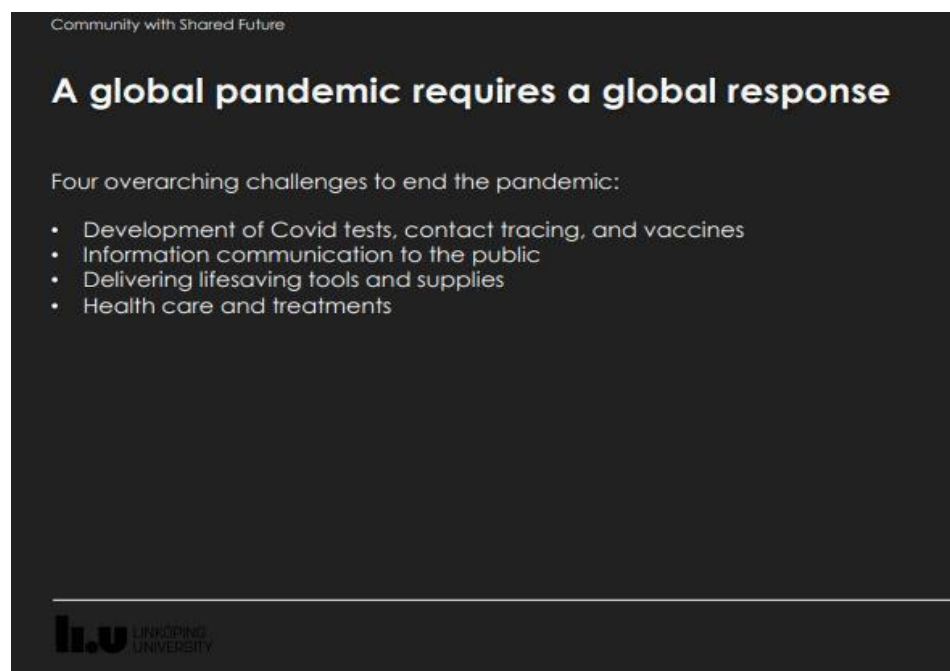 Community with Shared Future
A global pandemic requires a global response
Four overarching challenges to end the pandemic:
• Development of Covid tests, contact tracing, and vaccines
• Information communication to the public
• Delivering lifesaving tools and supplies
• Health care and treatments
li.u LINKÖPING
UNIVERSITY